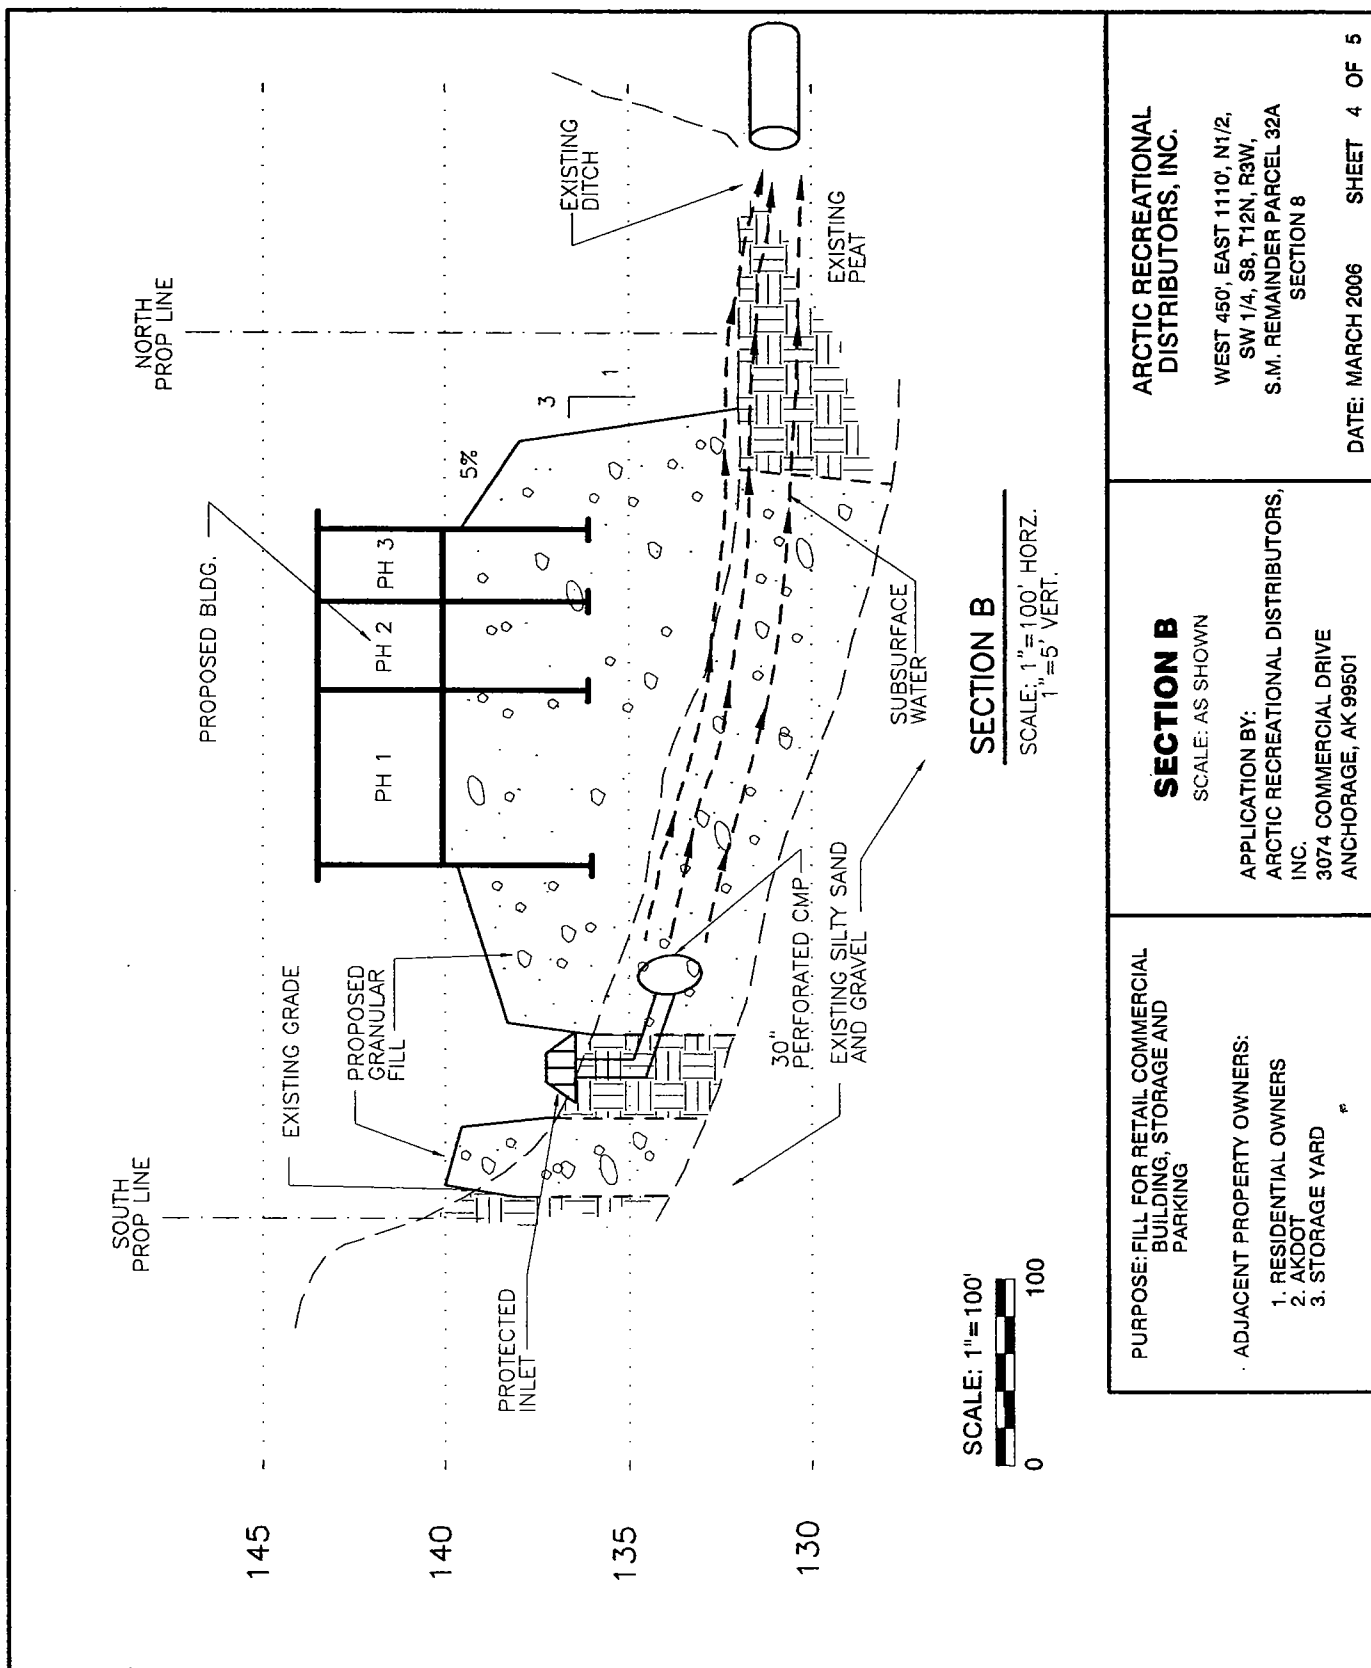 SOUTH
PROP LINE
NORTH
PROP LINE
PROPOSED BLDG.
EXISTING GRADE
PROPOSED
GRANULAR
FILL
PH 1
PH 2
PH 3
5%
3
1
EXISTING
DITCH
EXISTING
PEAT
145
140
135
130
PROTECTED
INLET
30"
PERFORATED CMP
EXISTING SILTY SAND
AND GRAVEL
SUBSURFACE
WATER
SECTION B
SCALE: 1"=100' HORZ.
1"=5' VERT.
SCALE: 1"=100'
0
100
PURPOSE: FILL FOR RETAIL COMMERCIAL
BUILDING, STORAGE AND
PARKING
ADJACENT PROPERTY OWNERS:
1. RESIDENTIAL OWNERS
2. AKDOT
3. STORAGE YARD
SECTION B
SCALE: AS SHOWN
APPLICATION BY:
ARCTIC RECREATIONAL DISTRIBUTORS,
INC.
3074 COMMERCIAL DRIVE
ANCHORAGE, AK 99501
ARCTIC RECREATIONAL
DISTRIBUTORS, INC.
WEST 450', EAST 1110', N1/2,
SW 1/4, S8, T12N, R3W,
S.M. REMAINDER PARCEL 32A
SECTION 8
DATE: MARCH 2006 SHEET 4 OF 5